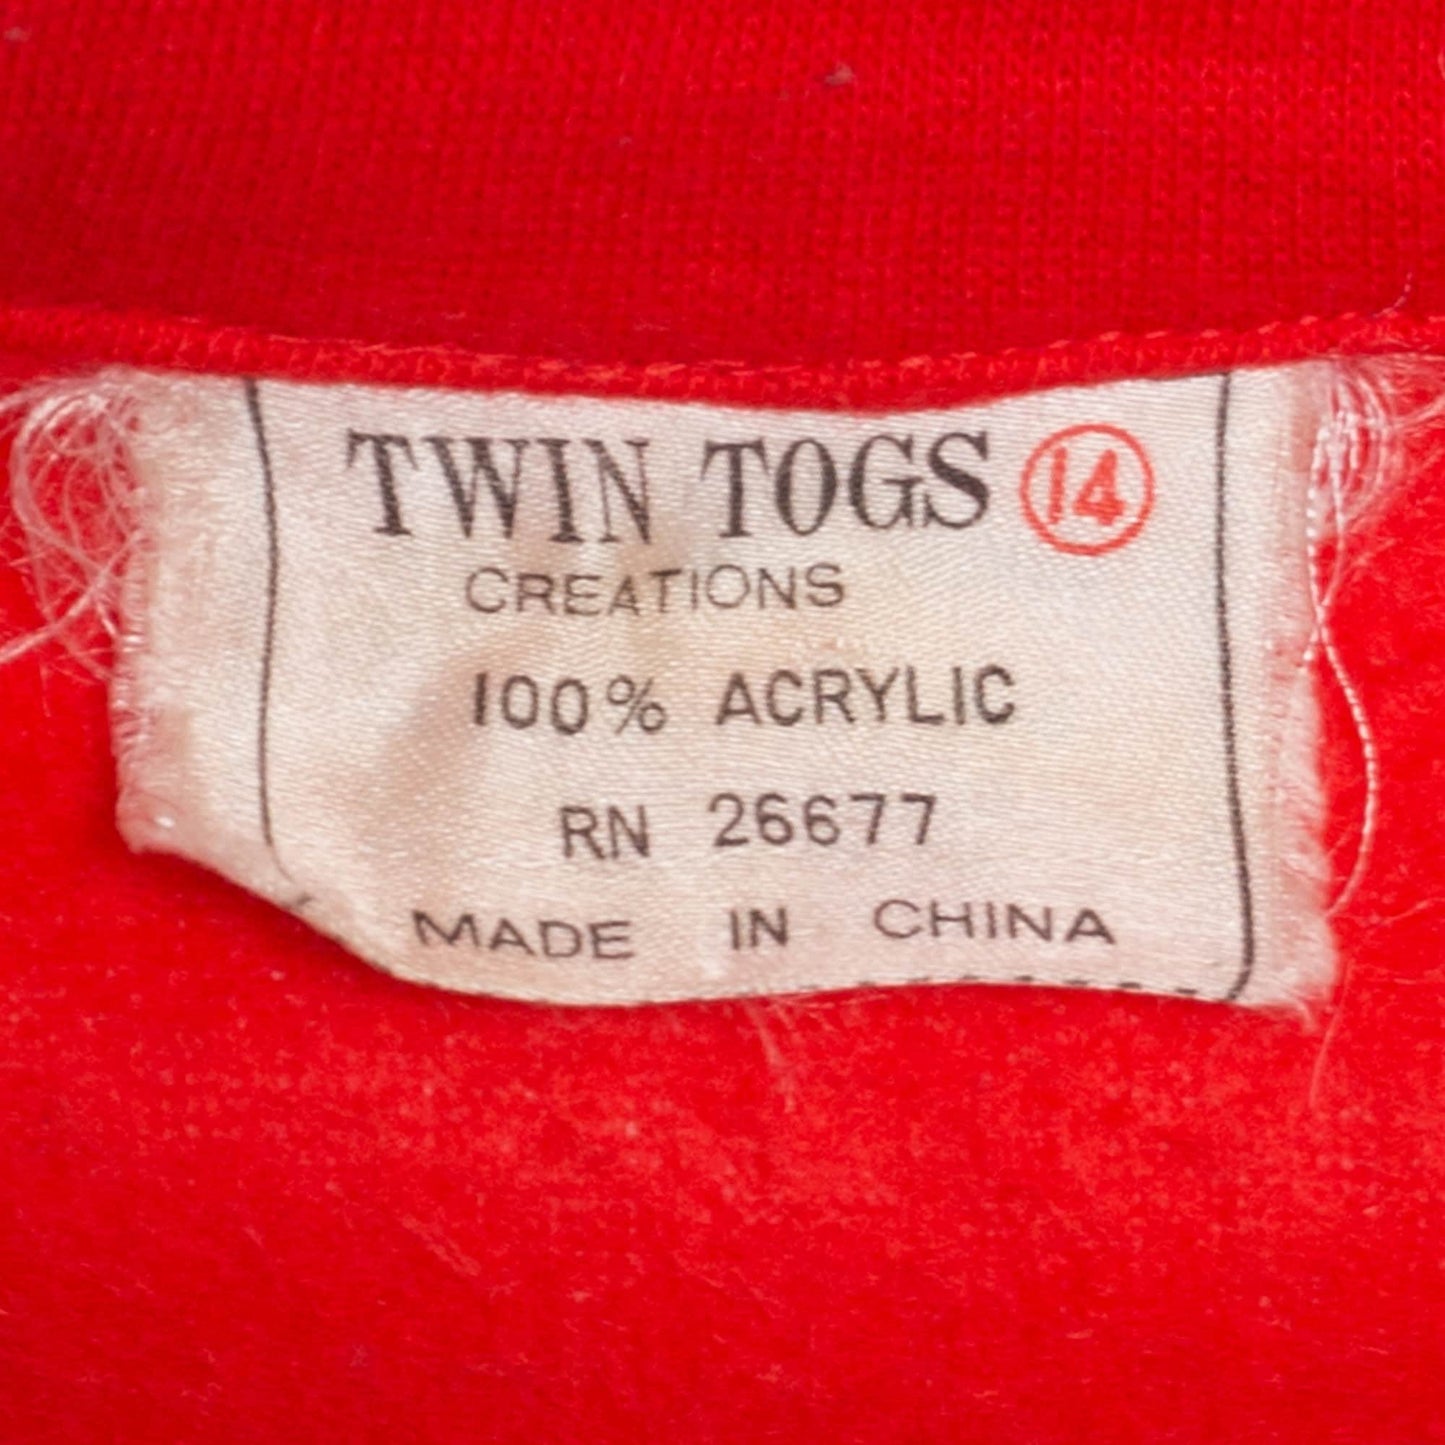 TWIN TOGS 14
CREATIONS
100% ACRYLIC
RN 26677
MADE IN CHINA